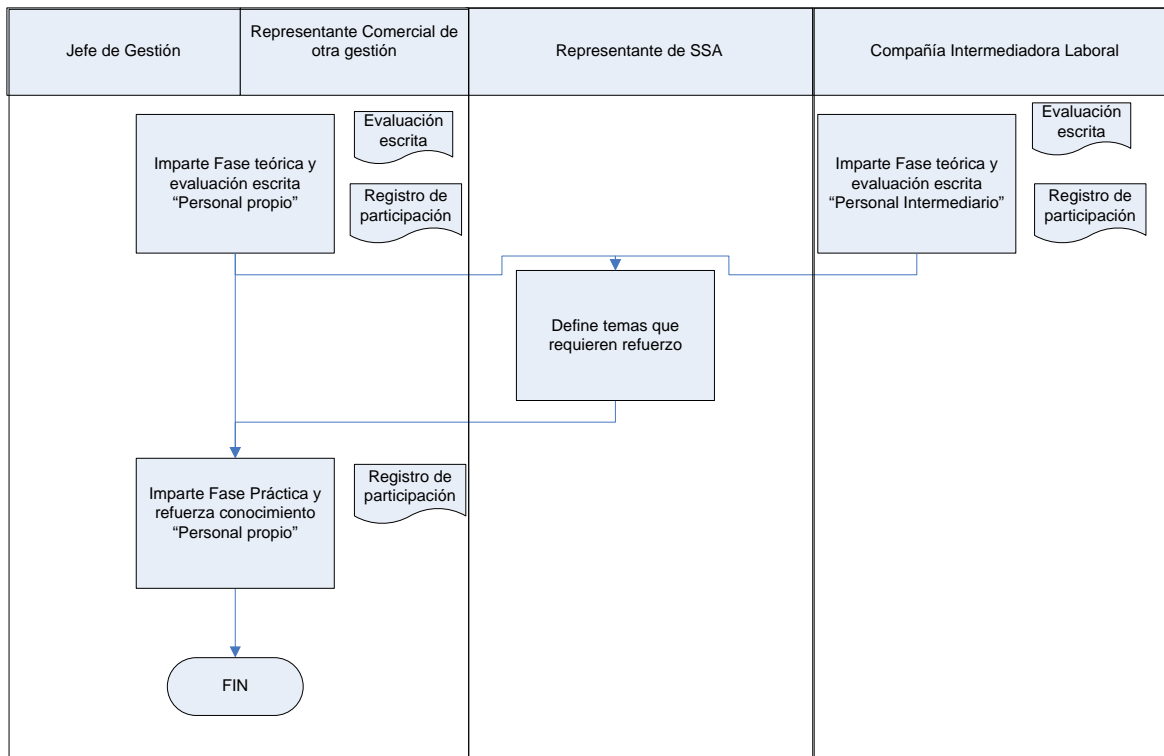 Jefe de Gestión
Representante Comercial de
otra gestión
Representante de SSA
Compañía Intermediadora Laboral
Imparte Fase teórica y
evaluación escrita
“Personal propio”
Evaluación
escrita
Registro de
participación
Imparte Fase teórica y
evaluación escrita
“Personal Intermediario”
Evaluación
escrita
Registro de
participación
Define temas que
requieren refuerzo
Imparte Fase Práctica y
refuerza conocimiento
“Personal propio”
Registro de
participación
FIN